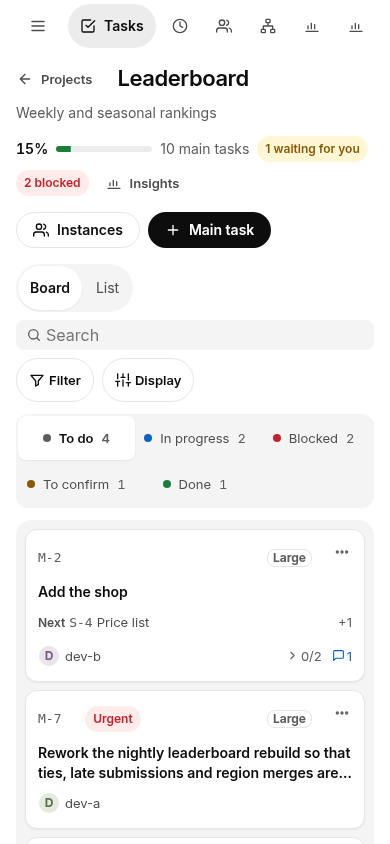 Tasks
Projects Leaderboard
Weekly and seasonal rankings
15% 10 main tasks 1 waiting for you
2 blocked Insights
Instances Main task
Board List
Search
Filter Display
To do 4 In progress 2 Blocked 2
To confirm 1 Done 1
M-2 Large
Add the shop
Next S-4 Price list +1
D dev-b 0/2 1
M-7 Urgent Large
Rework the nightly leaderboard rebuild so that
ties, late submissions and region merges are...
D dev-a